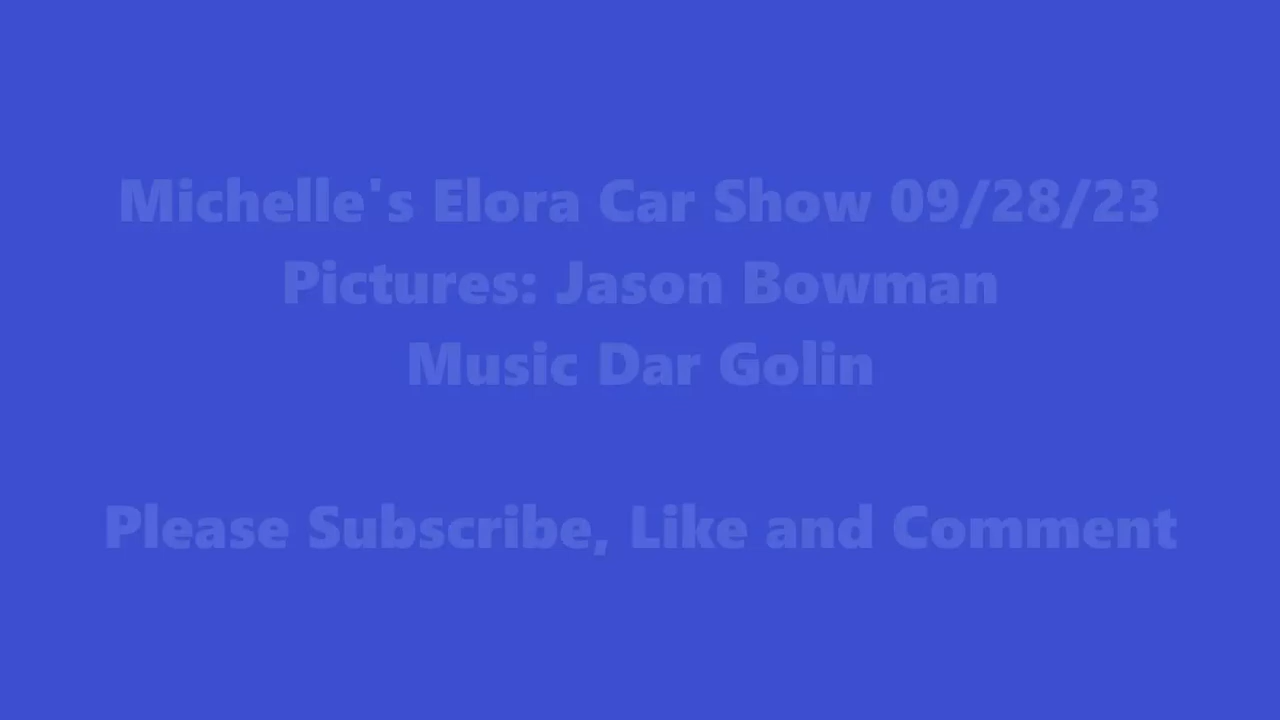 Michelle's Elora Car Show 09/28/23
Pictures: Jason Bowman
Music Dar Golin
Please Subscribe, Like and Comment